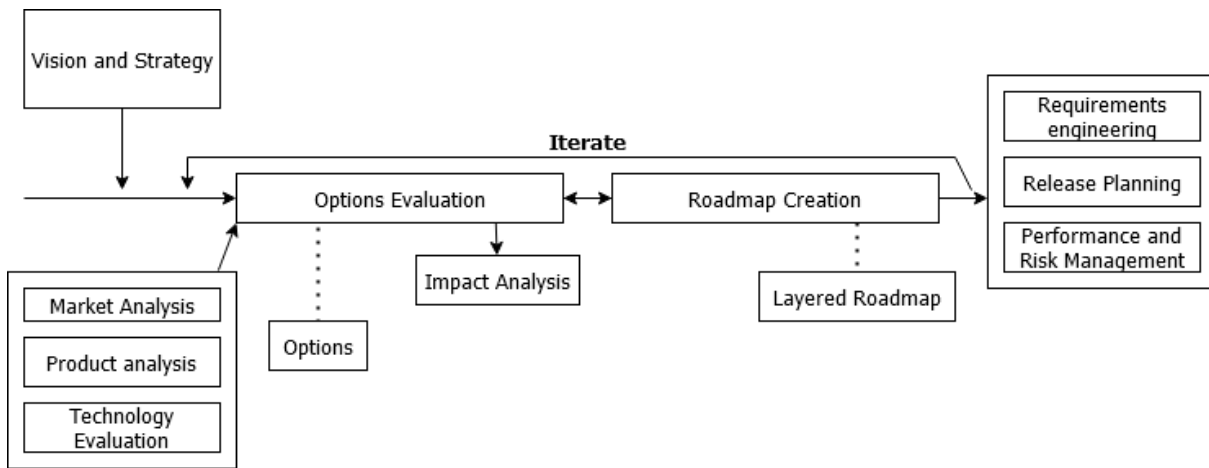 Vision and Strategy
Iterate
Requirements
engineering
Release Planning
Performance and
Risk Management
Options Evaluation
Roadmap Creation
Impact Analysis
Layered Roadmap
Options
Market Analysis
Product analysis
Technology
Evaluation